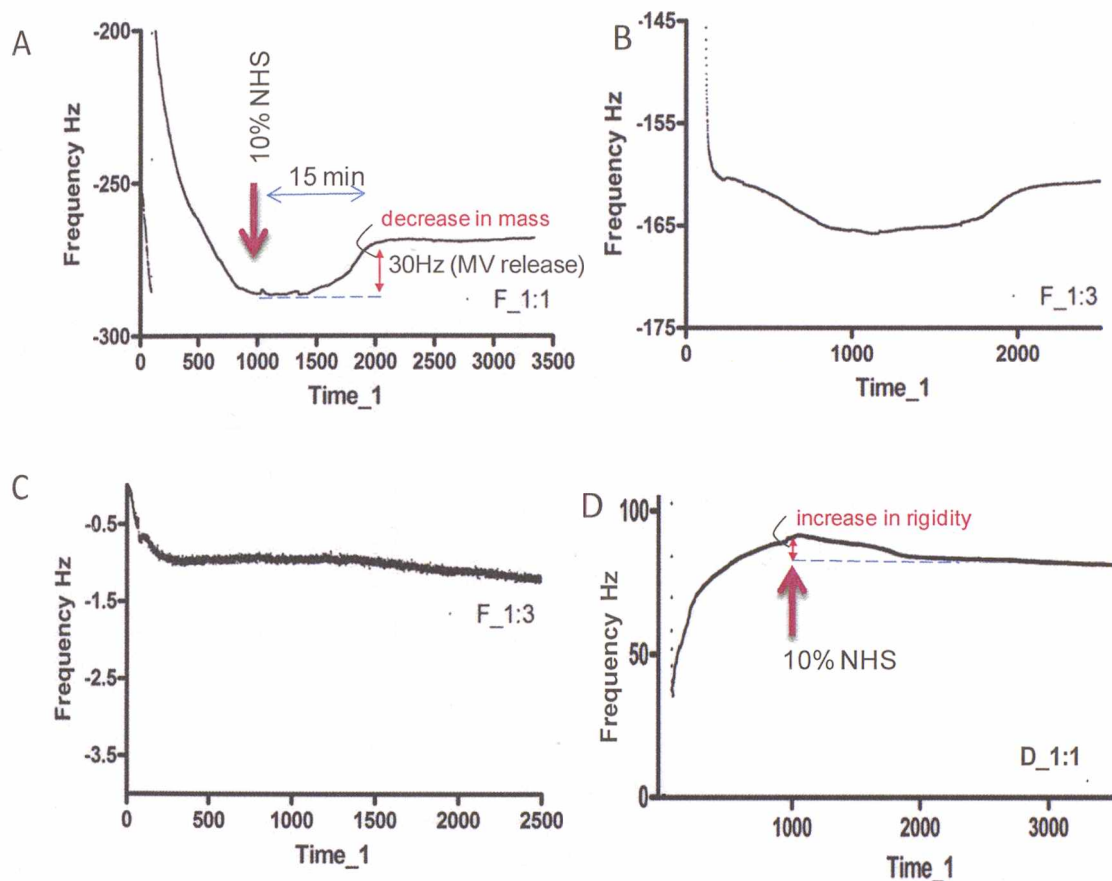 A
-200
-250
-300
Frequency Hz
10% NHS
15 min
decrease in mass
30Hz (MV release)
F_1:1
0 500 1000 1500 2000 2500 3000 3500
Time_1
B
-145
-155
-165
-175
Frequency Hz
F_1:3
0 1000 2000
Time_1
C
-0.5
-1.5
-2.5
-3.5
Frequency Hz
F_1:3
0 500 1000 1500 2000 2500
Time_1
D
100
50
0
Frequency Hz
increase in rigidity
10% NHS
D_1:1
1000 2000 3000
Time_1